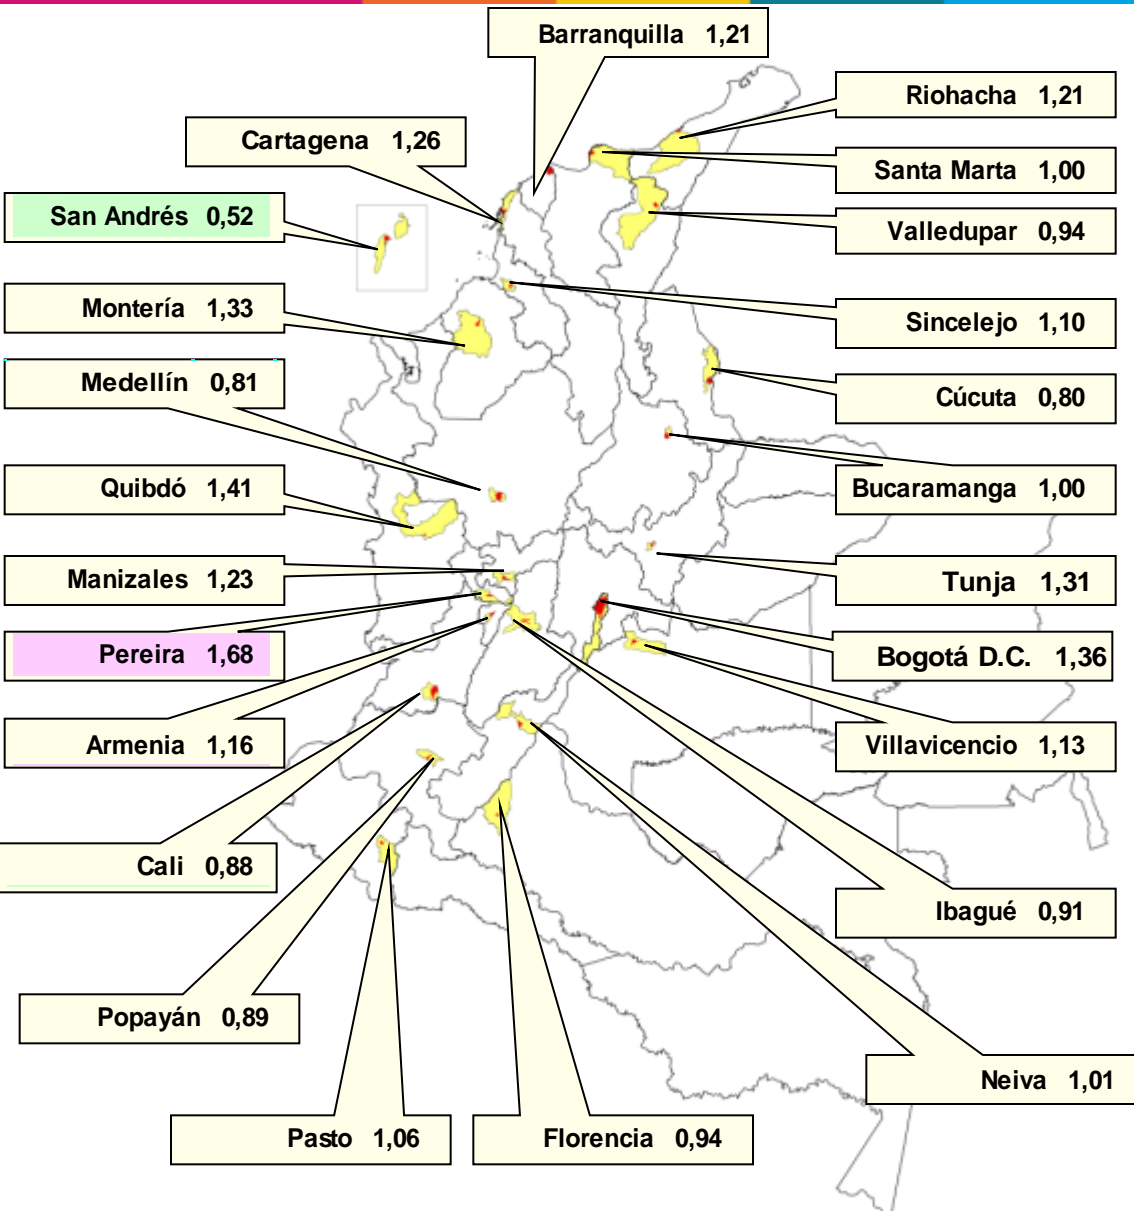 Barranquilla 1,21
Riohacha 1,21
Cartagena 1,26
Santa Marta 1,00
San Andrés 0,52
Valledupar 0,94
Montería 1,33
Sincelejo 1,10
Medellín 0,81
Cúcuta 0,80
Quibdó 1,41
Bucaramanga 1,00
Manizales 1,23
Tunja 1,31
Pereira 1,68
Bogotá D.C. 1,36
Armenia 1,16
Villavicencio 1,13
Cali 0,88
Ibagué 0,91
Popayán 0,89
Neiva 1,01
Pasto 1,06
Florencia 0,94